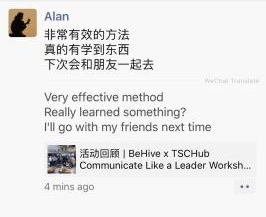 Alan
非常有效的方法
真的有学到东西
下次会和朋友一起去
WeChat Translate
Very effective method
Really learned something?
I'll go with my friends next time
活动回顾 | BeHive x TSCHub
Communicate Like a Leader Worksh...
4 mins ago